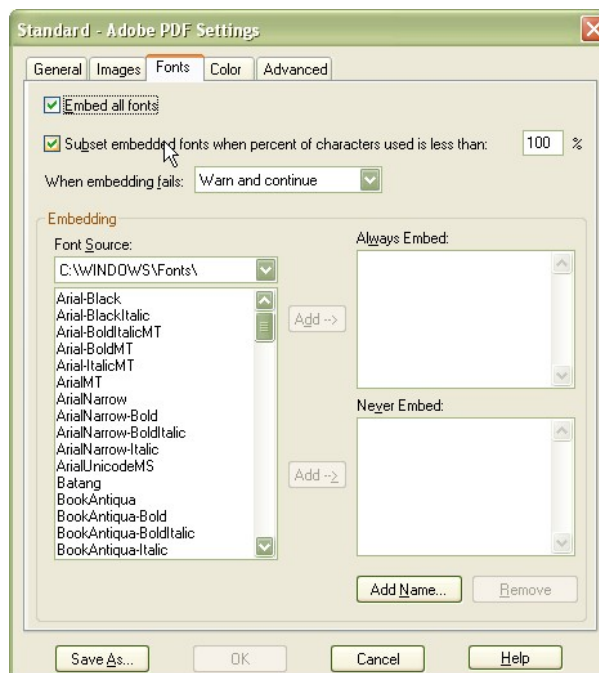 Standard - Adobe PDF Settings
General Images Fonts Color Advanced
Embed all fonts
Subset embedded fonts when percent of characters used is less than: 100 %
When embedding fails: Warn and continue
Embedding
Font Source:
C:\WINDOWS\Fonts\
Arial-Black
Arial-BlackItalic
Arial-BoldItalicMT
Arial-BoldMT
Arial-ItalicMT
ArialMT
ArialNarrow
ArialNarrow-Bold
ArialNarrow-BoldItalic
ArialNarrow-Italic
ArialUnicodeMS
Batang
BookAntiqua
BookAntiqua-Bold
BookAntiqua-BoldItalic
BookAntiqua-Italic
Add -->
Add -->
Always Embed:
Never Embed:
Add Name... Remove
Save As... OK Cancel Help